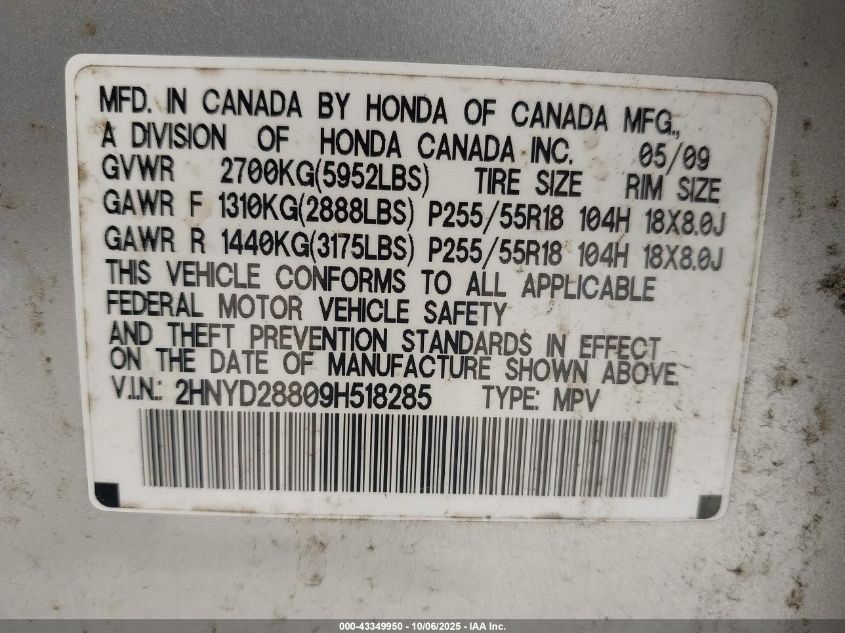 MFD. IN CANADA BY HONDA OF CANADA MFG.,
A DIVISION OF HONDA CANADA INC. 05/09
GVWR 2700KG(5952LBS) TIRE SIZE RIM SIZE
GAWR F 1310KG(2888LBS) P255/55R18 104H 18X8.0J
GAWR R 1440KG(3175LBS) P255/55R18 104H 18X8.0J
THIS VEHICLE CONFORMS TO ALL APPLICABLE
FEDERAL MOTOR VEHICLE SAFETY
AND THEFT PREVENTION STANDARDS IN EFFECT
ON THE DATE OF MANUFACTURE SHOWN ABOVE.
V.I.N.: 2HNYD28809H518285 TYPE: MPV
000-43349950 - 10/06/2025 - IAA Inc.